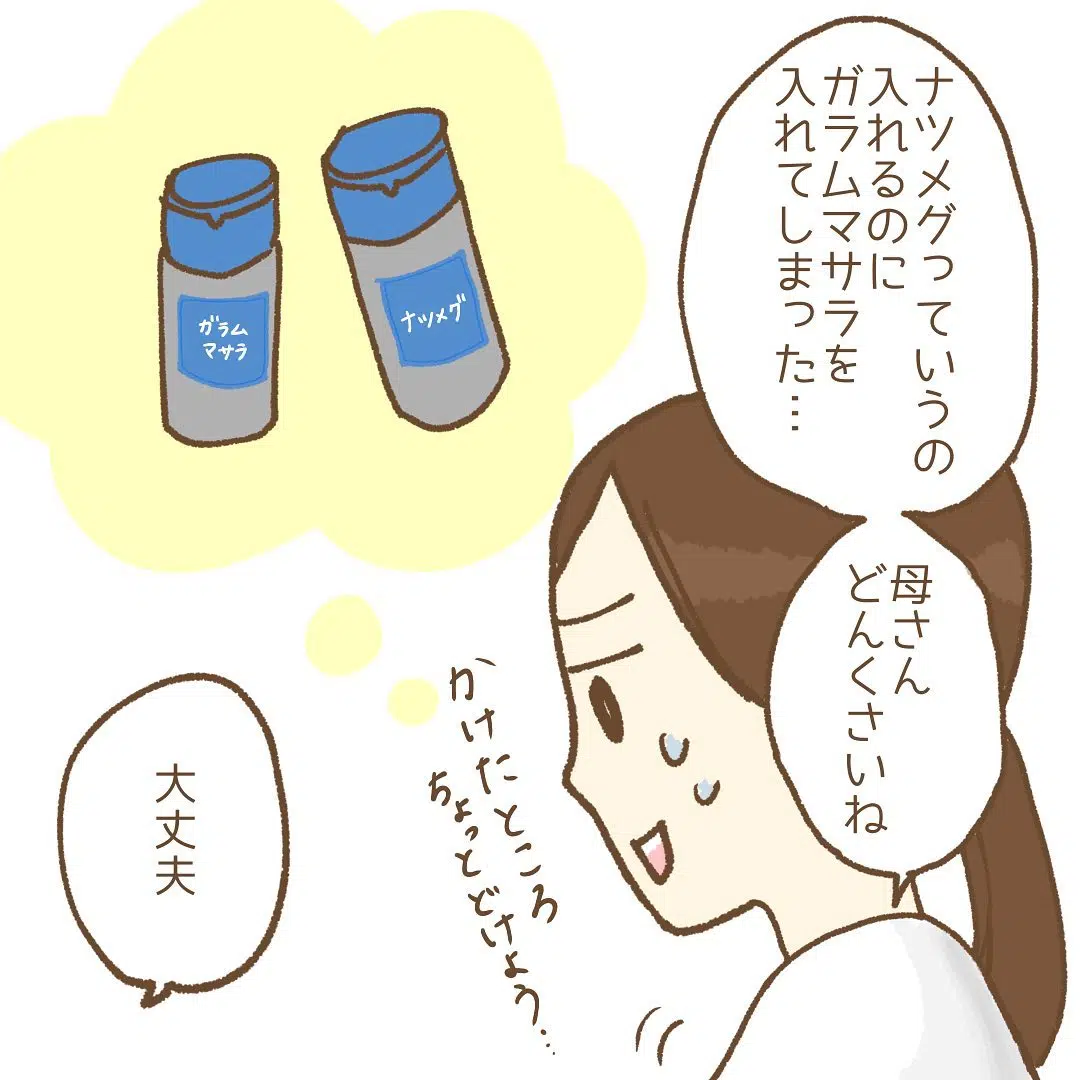 ナツメグっていうの
入れるのに
ガラムマサラを
入れてしまった…
母さん
どんくさいね
ナツメグ
ガラム
マサラ
かけたところ
ちょっとどけよう…
大丈夫